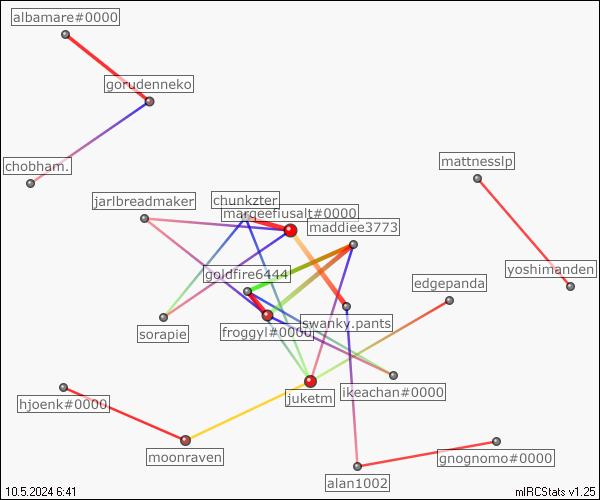 albamare#0000
gorudenneko
chobham.
mattnesslp
jarlbreadmaker
chunkzter
marqeefiusalt#0000
maddiee3773
goldfire6444
yoshimanden
edgepanda
sorapie
froggyl#0000
swanky.pants
ikeachan#0000
hjoenk#0000
juketm
moonraven
gnognomo#0000
alan1002
10.5.2024 6:41
mIRCStats v1.25